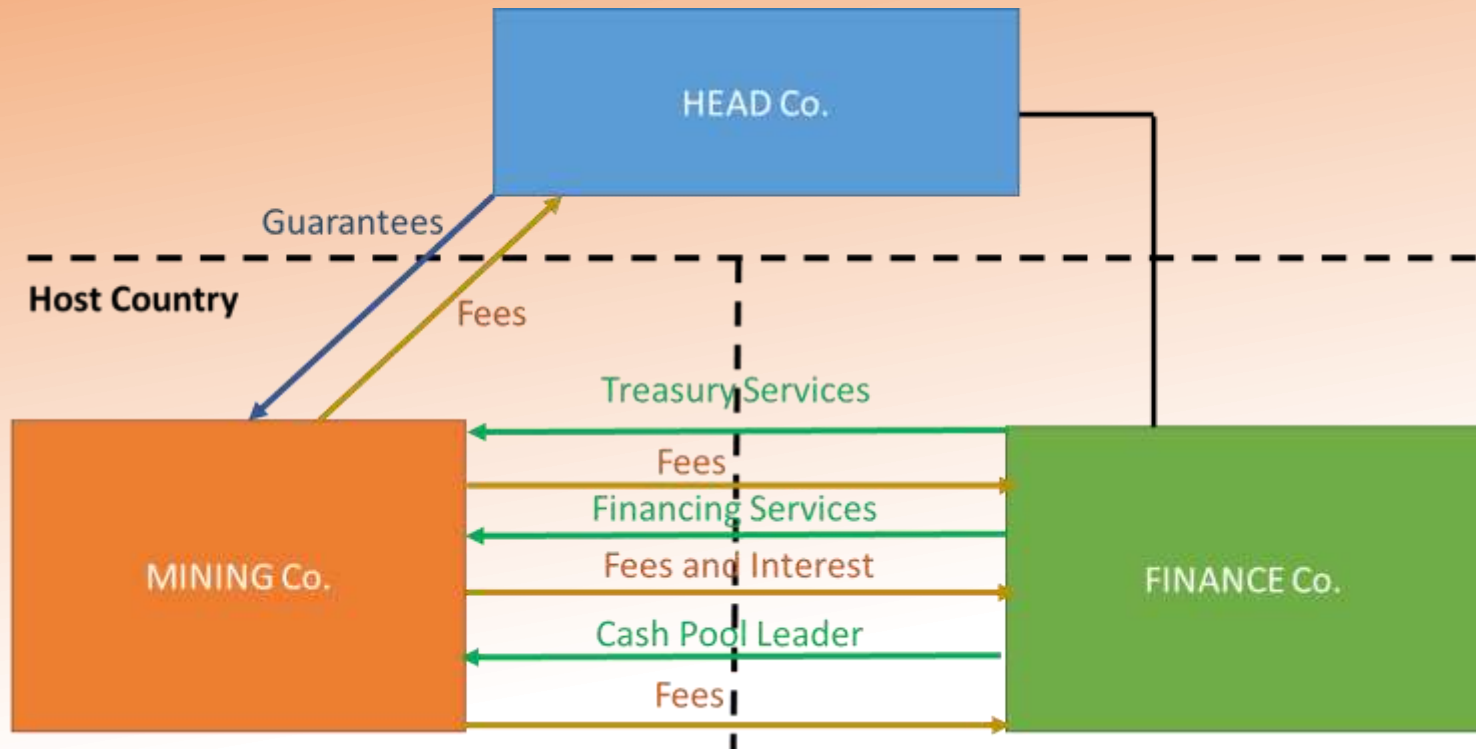 HEAD Co.
Guarantees
Host Country
Fees
Treasury Services
Fees
Financing Services
Fees and Interest
MINING Co.
FINANCE Co.
Cash Pool Leader
Fees